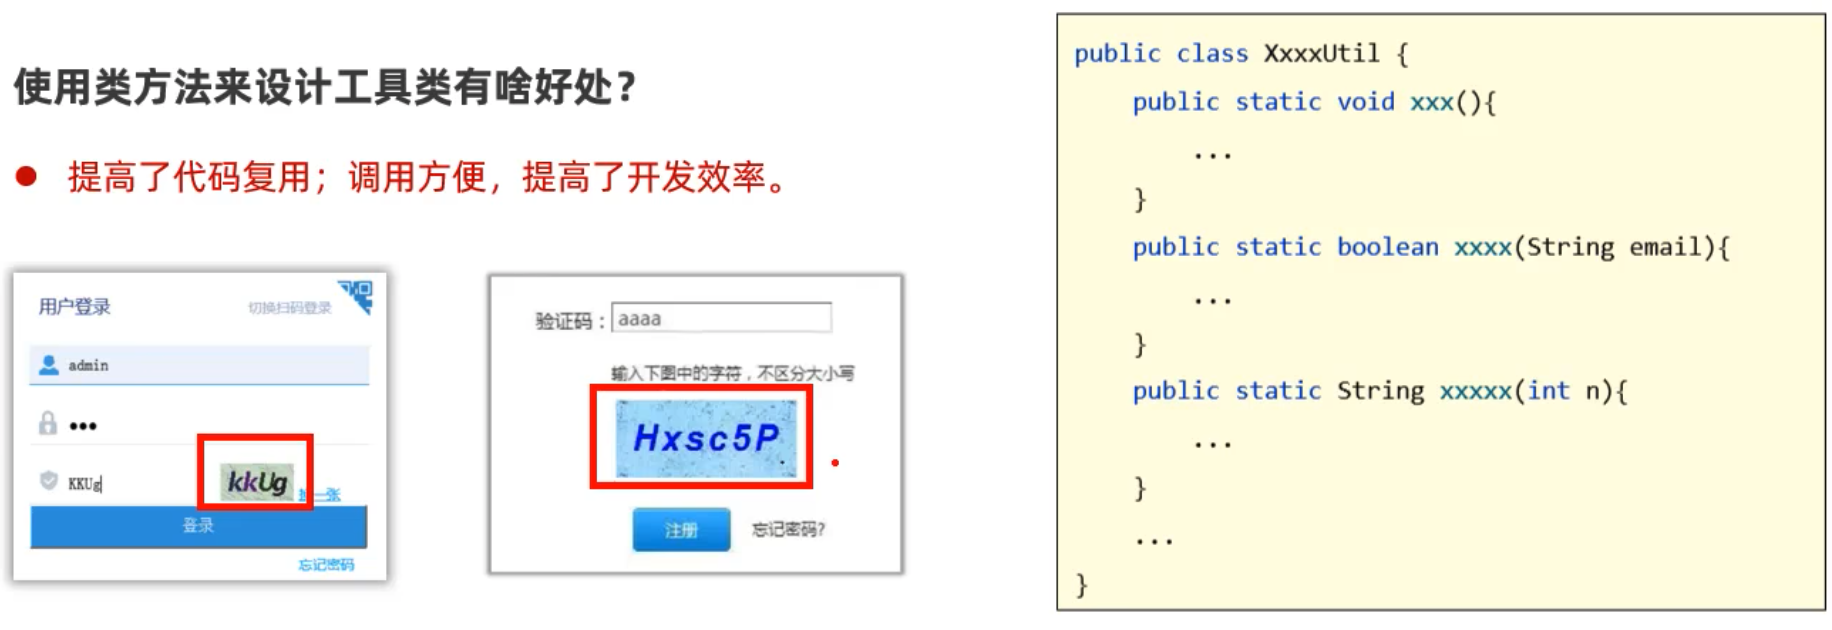 使用类方法来设计工具类有啥好处？
● 提高了代码复用；调用方便，提高了开发效率。
用户登录
切换扫码登录
admin
●●●
KKUg
kkUg
换一张
登录
忘记密码
验证码：
aaaa
输入下图中的字符，不区分大小写
Hxsc5P
注册
忘记密码?
public class XxxxUtil {
public static void xxx(){
...
}
public static boolean xxxx(String email){
...
}
public static String xxxxx(int n){
...
}
...
}